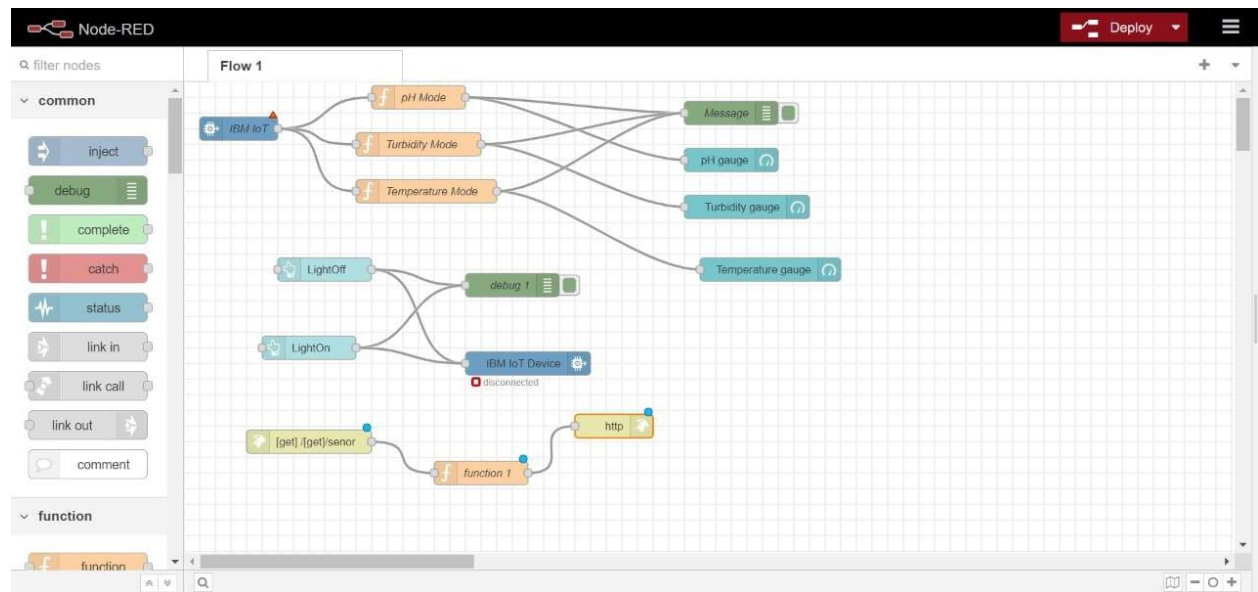 Node-RED
Deploy
filter nodes
Flow 1
common
inject
debug
complete
catch
status
link in
link call
link out
comment
function
function
IBM IoT
pH Mode
Turbidity Mode
Temperature Mode
Message
pH gauge
Turbidity gauge
Temperature gauge
LightOff
LightOn
debug 1
IBM IoT Device
disconnected
[get] /[get]/senor
function 1
http